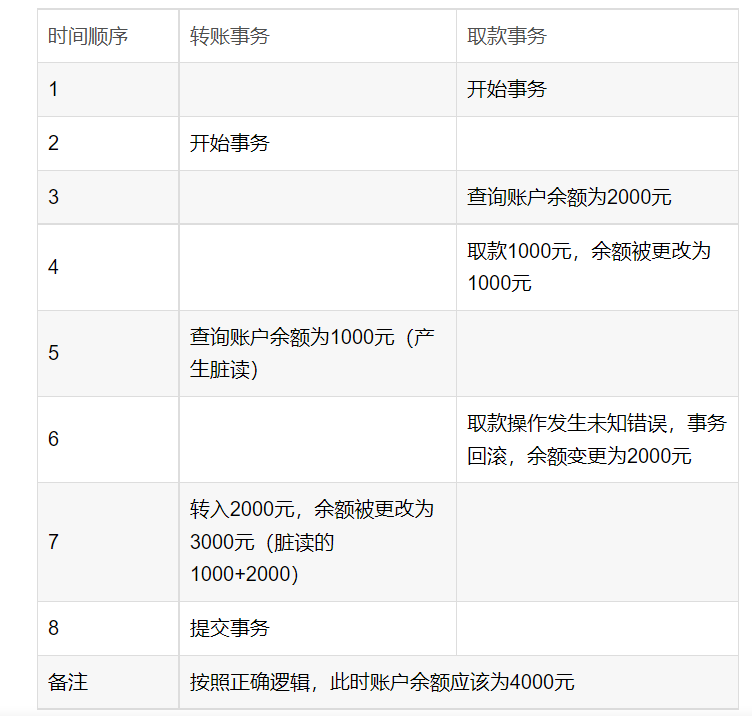 时间顺序 转账事务 取款事务
1 开始事务
2 开始事务
3 查询账户余额为2000元
4 取款1000元，余额被更改为
1000元
5 查询账户余额为1000元（产
生脏读）
6 取款操作发生未知错误，事务
回滚，余额变更为2000元
7 转入2000元，余额被更改为
3000元（脏读的
1000+2000）
8 提交事务
备注 按照正确逻辑，此时账户余额应该为4000元